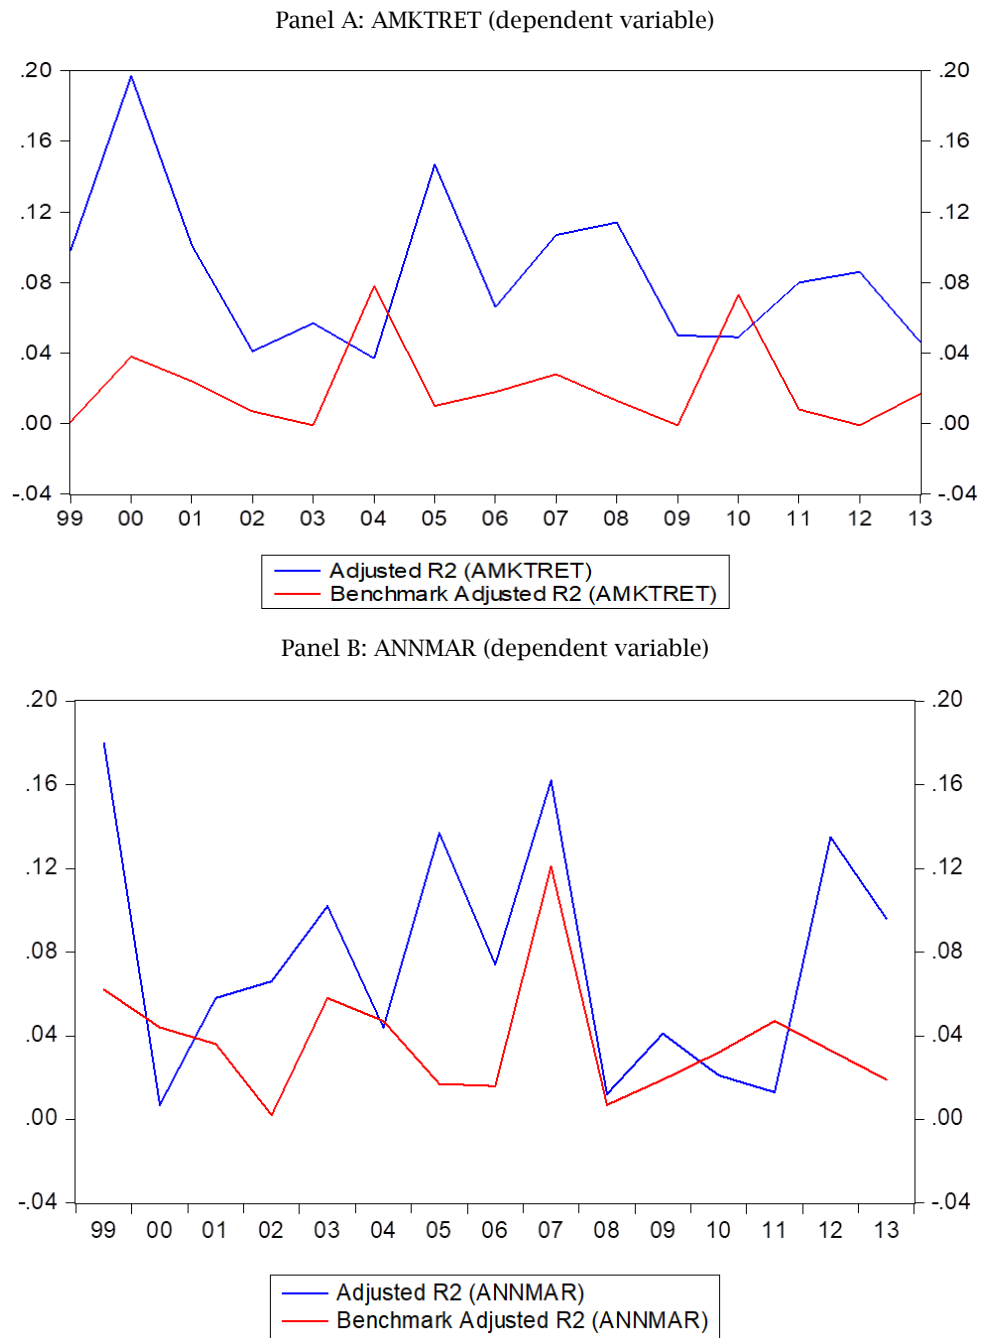 Panel A: AMKTRET (dependent variable)
.20 .20
.16 .16
.12 .12
.08 .08
.04 .04
.00 .00
-.04 -.04
99 00 01 02 03 04 05 06 07 08 09 10 11 12 13
Adjusted R2 (AMKTRET)
Benchmark Adjusted R2 (AMKTRET)
Panel B: ANNMAR (dependent variable)
.20 .20
.16 .16
.12 .12
.08 .08
.04 .04
.00 .00
-.04 -.04
99 00 01 02 03 04 05 06 07 08 09 10 11 12 13
Adjusted R2 (ANNMAR)
Benchmark Adjusted R2 (ANNMAR)